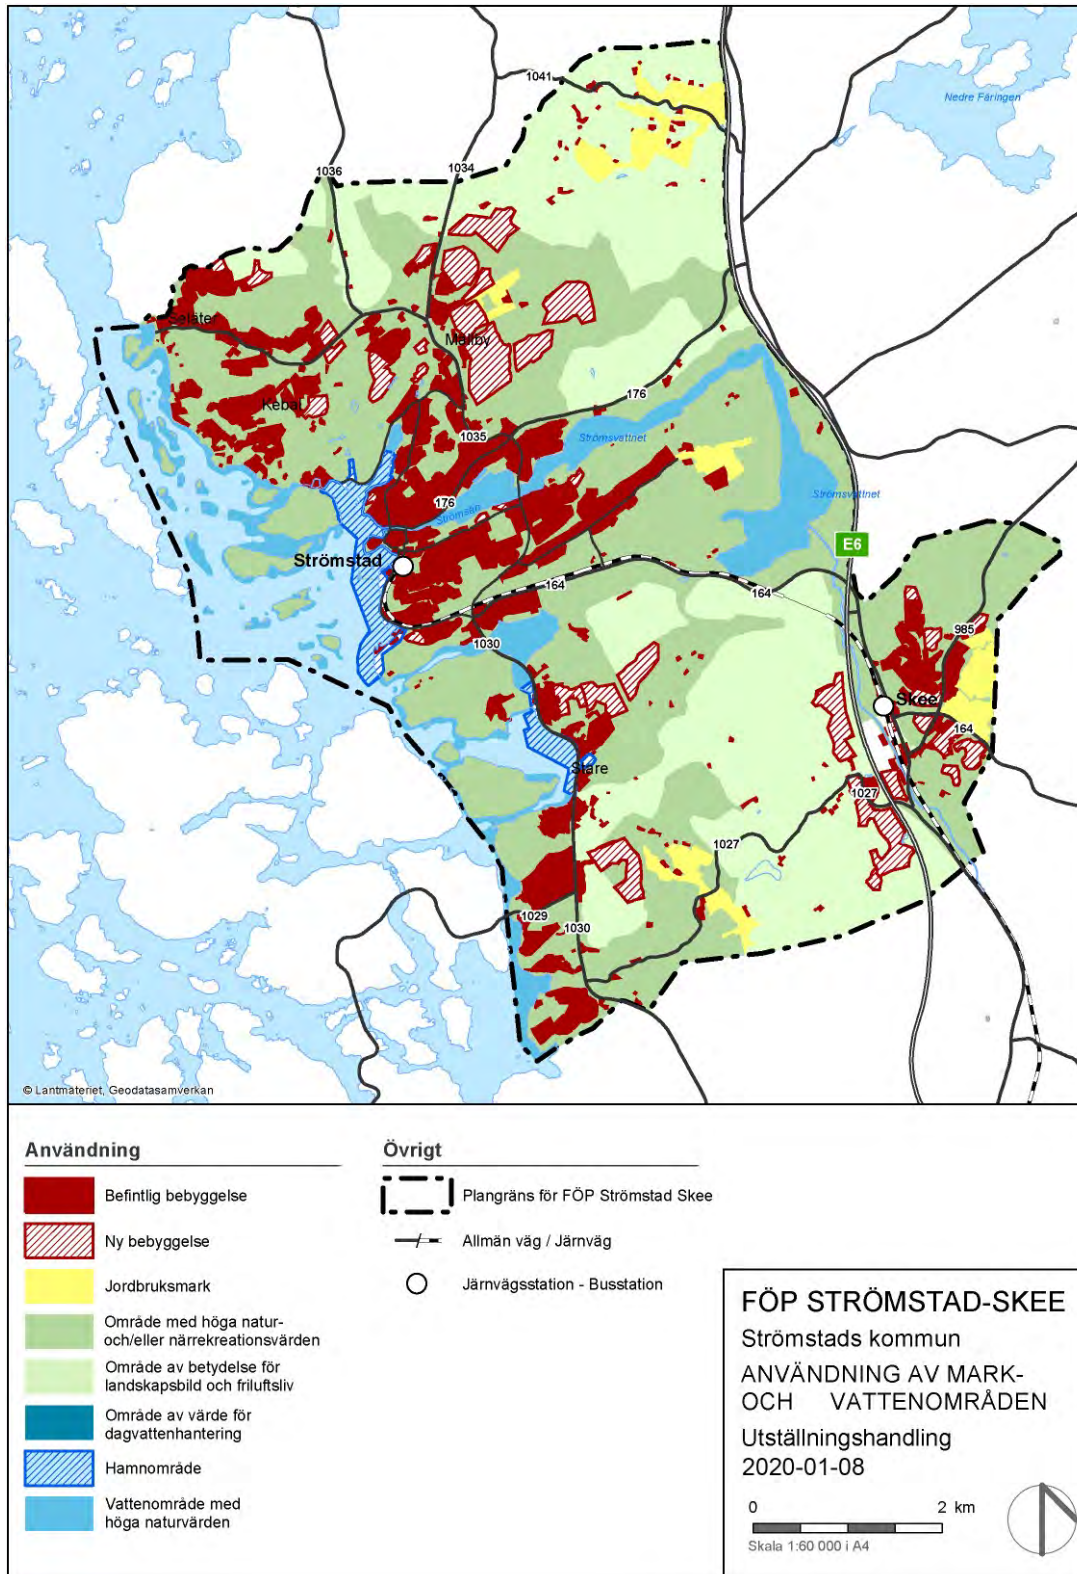 Nedre Färingen
1041
1036
1034
Seläter
Mällby
Kebal
176
1035
Strömsvattnet
176
Strömsvattnet
Strömsån
E6
Strömstad
164
164
985
1030
Skee
164
Stare
1027
1027
1029
1030
© Lantmäteriet, Geodatasamverkan
Användning
Befintlig bebyggelse
Ny bebyggelse
Jordbruksmark
Område med höga natur-
och/eller närrekreationsvärden
Område av betydelse för
landskapsbild och friluftsliv
Område av värde för
dagvattenhantering
Hamnområde
Vattenområde med
höga naturvärden
Övrigt
Plangräns för FÖP Strömstad Skee
Allmän väg / Järnväg
Järnvägsstation - Busstation
FÖP STRÖMSTAD-SKEE
Strömstads kommun
ANVÄNDNING AV MARK-
OCH VATTENOMRÅDEN
Utställningshandling
2020-01-08
0 2 km
Skala 1:60 000 i A4